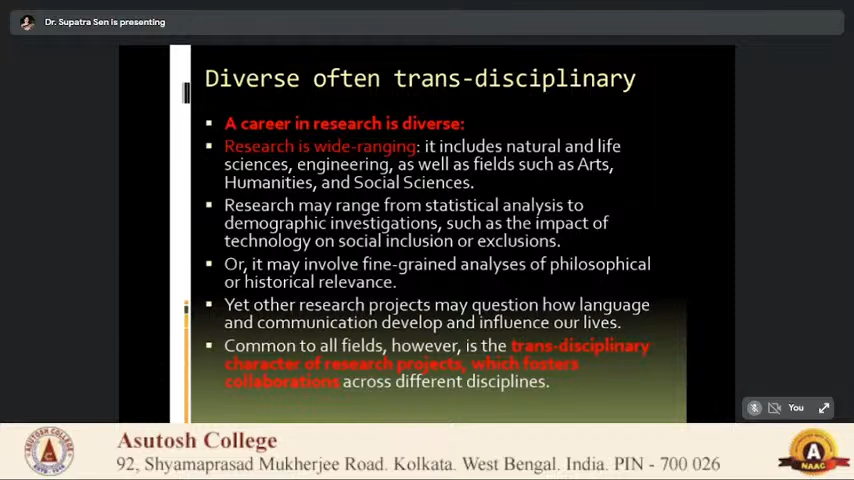 Dr. Supatra Sen is presenting
Diverse often trans-disciplinary
▪ A career in research is diverse:
▪ Research is wide-ranging: it includes natural and life
sciences, engineering, as well as fields such as Arts,
Humanities, and Social Sciences.
▪ Research may range from statistical analysis to
demographic investigations, such as the impact of
technology on social inclusion or exclusions.
▪ Or, it may involve fine-grained analyses of philosophical
or historical relevance.
▪ Yet other research projects may question how language
and communication develop and influence our lives.
▪ Common to all fields, however, is the trans-disciplinary
character of research projects, which fosters
collaborations across different disciplines.
You
Asutosh College
92, Shyamaprasad Mukherjee Road. Kolkata. West Bengal. India. PIN - 700 026
A
NAAC